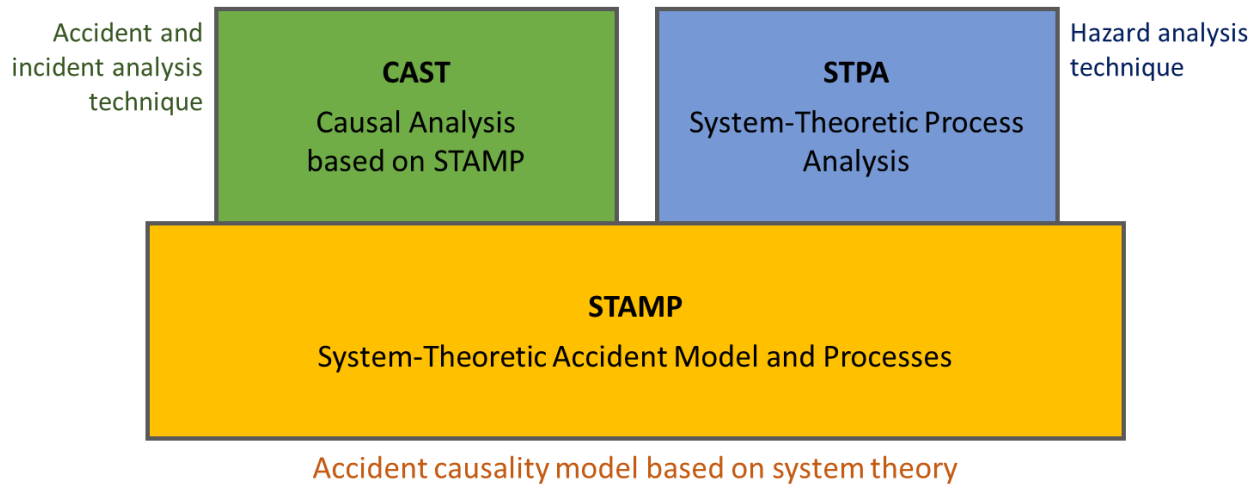 Accident and
incident analysis
technique
CAST
Causal Analysis
based on STAMP
STPA
System-Theoretic Process
Analysis
Hazard analysis
technique
STAMP
System-Theoretic Accident Model and Processes
Accident causality model based on system theory